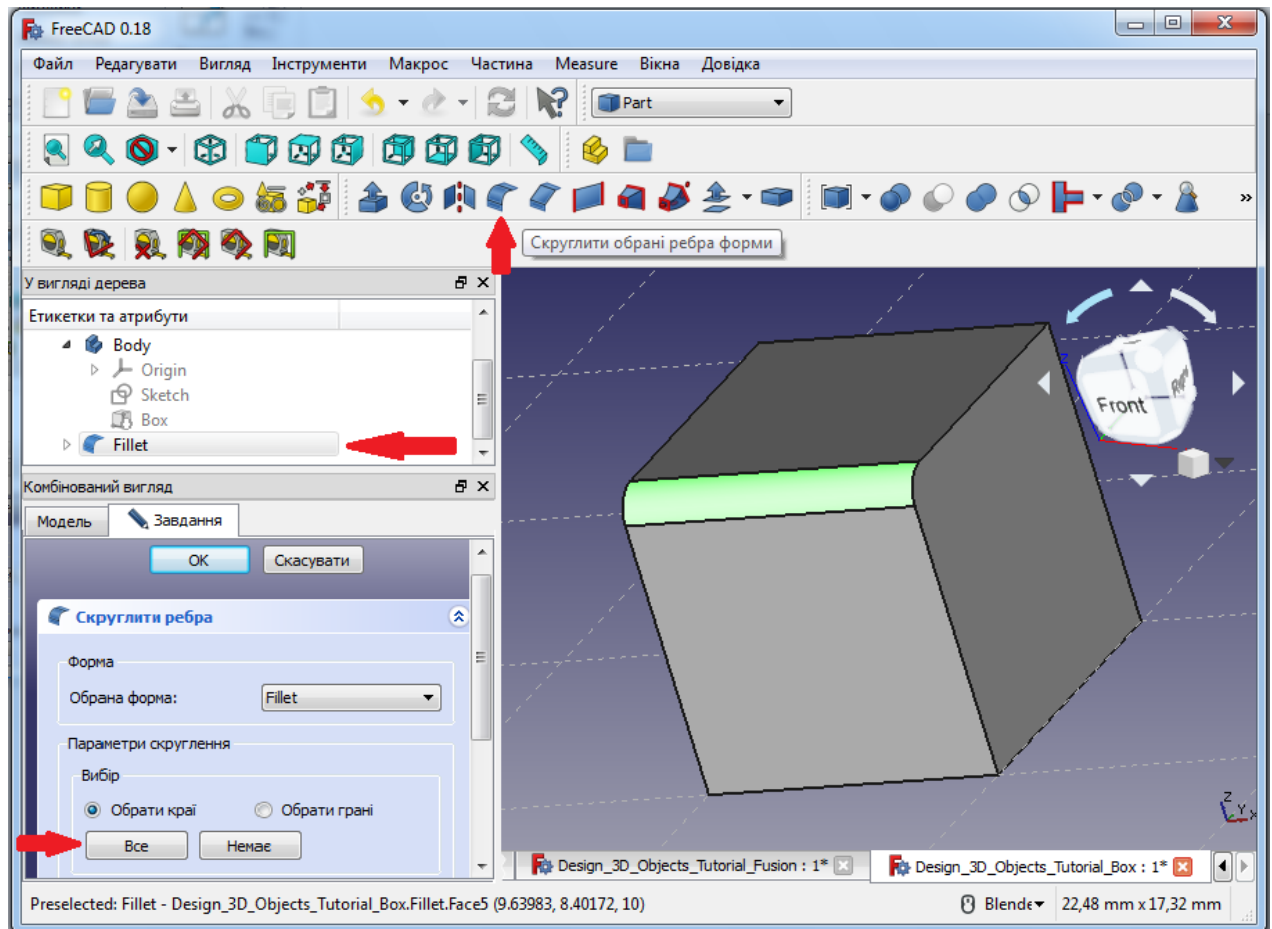 FreeCAD 0.18
Файл Редагувати Вигляд Інструменти Макрос Частина Measure Вікна Довідка
Part
»
Скруглити обрані ребра форми
У вигляді дерева
Етикетки та атрибути
Body
Origin
Sketch
Box
Fillet
Комбінований вигляд
Модель Завдання
ОК Скасувати
Скруглити ребра
Форма
Обрана форма: Fillet
Параметри скруглення
Вибір
Обрати краї Обрати грані
Все Немає
Z
Front Right
Z
Y
x
Design_3D_Objects_Tutorial_Fusion : 1* Design_3D_Objects_Tutorial_Box : 1*
Preselected: Fillet - Design_3D_Objects_Tutorial_Box.Fillet.Face5 (9.63983, 8.40172, 10) Blende 22,48 mm x 17,32 mm